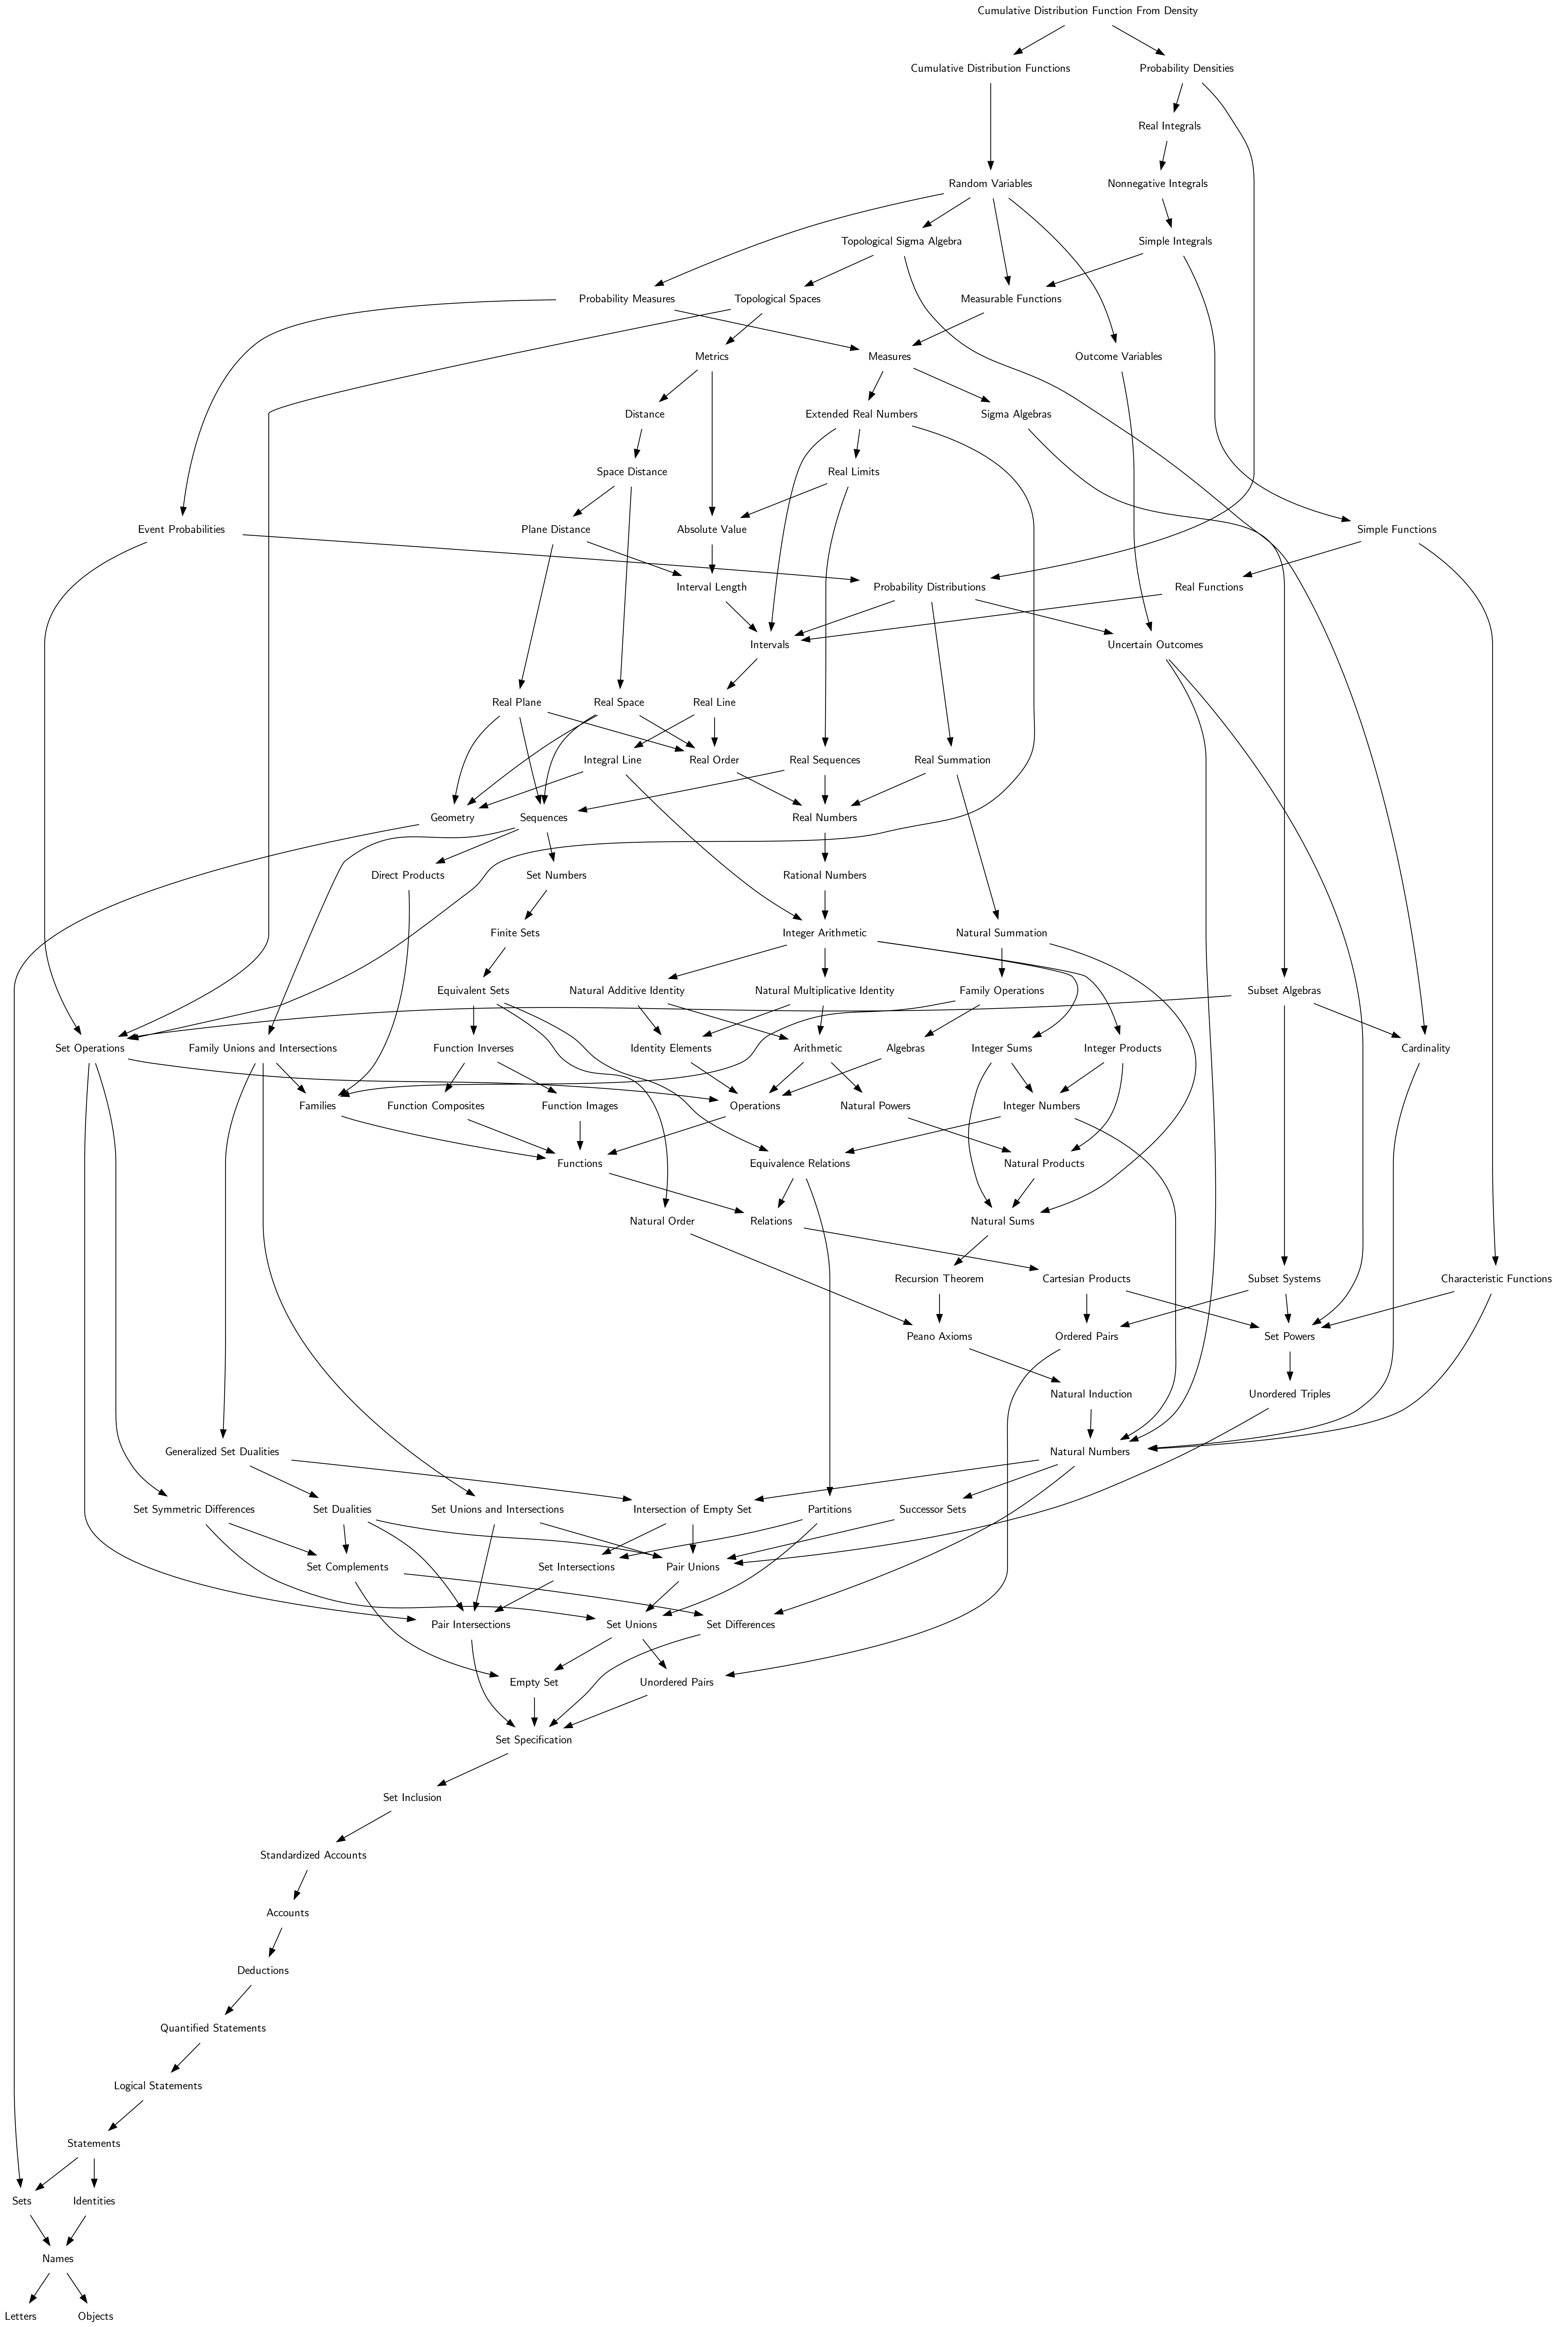 Cumulative Distribution Function From Density
Cumulative Distribution Functions
Probability Densities
Real Integrals
Random Variables
Nonnegative Integrals
Topological Sigma Algebra
Simple Integrals
Probability Measures
Topological Spaces
Measurable Functions
Metrics
Measures
Outcome Variables
Distance
Extended Real Numbers
Sigma Algebras
Space Distance
Real Limits
Event Probabilities
Plane Distance
Absolute Value
Simple Functions
Interval Length
Probability Distributions
Real Functions
Intervals
Uncertain Outcomes
Real Plane
Real Space
Real Line
Integral Line
Real Order
Real Sequences
Real Summation
Geometry
Sequences
Real Numbers
Direct Products
Set Numbers
Rational Numbers
Finite Sets
Integer Arithmetic
Natural Summation
Equivalent Sets
Natural Additive Identity
Natural Multiplicative Identity
Family Operations
Subset Algebras
Set Operations
Family Unions and Intersections
Function Inverses
Identity Elements
Arithmetic
Algebras
Integer Sums
Integer Products
Cardinality
Families
Function Composites
Function Images
Operations
Natural Powers
Integer Numbers
Functions
Equivalence Relations
Natural Products
Natural Order
Relations
Natural Sums
Recursion Theorem
Cartesian Products
Subset Systems
Characteristic Functions
Peano Axioms
Ordered Pairs
Set Powers
Natural Induction
Unordered Triples
Generalized Set Dualities
Natural Numbers
Set Symmetric Differences
Set Dualities
Set Unions and Intersections
Intersection of Empty Set
Partitions
Successor Sets
Set Complements
Set Intersections
Pair Unions
Pair Intersections
Set Unions
Set Differences
Empty Set
Unordered Pairs
Set Specification
Set Inclusion
Standardized Accounts
Accounts
Deductions
Quantified Statements
Logical Statements
Statements
Sets
Identities
Names
Letters
Objects